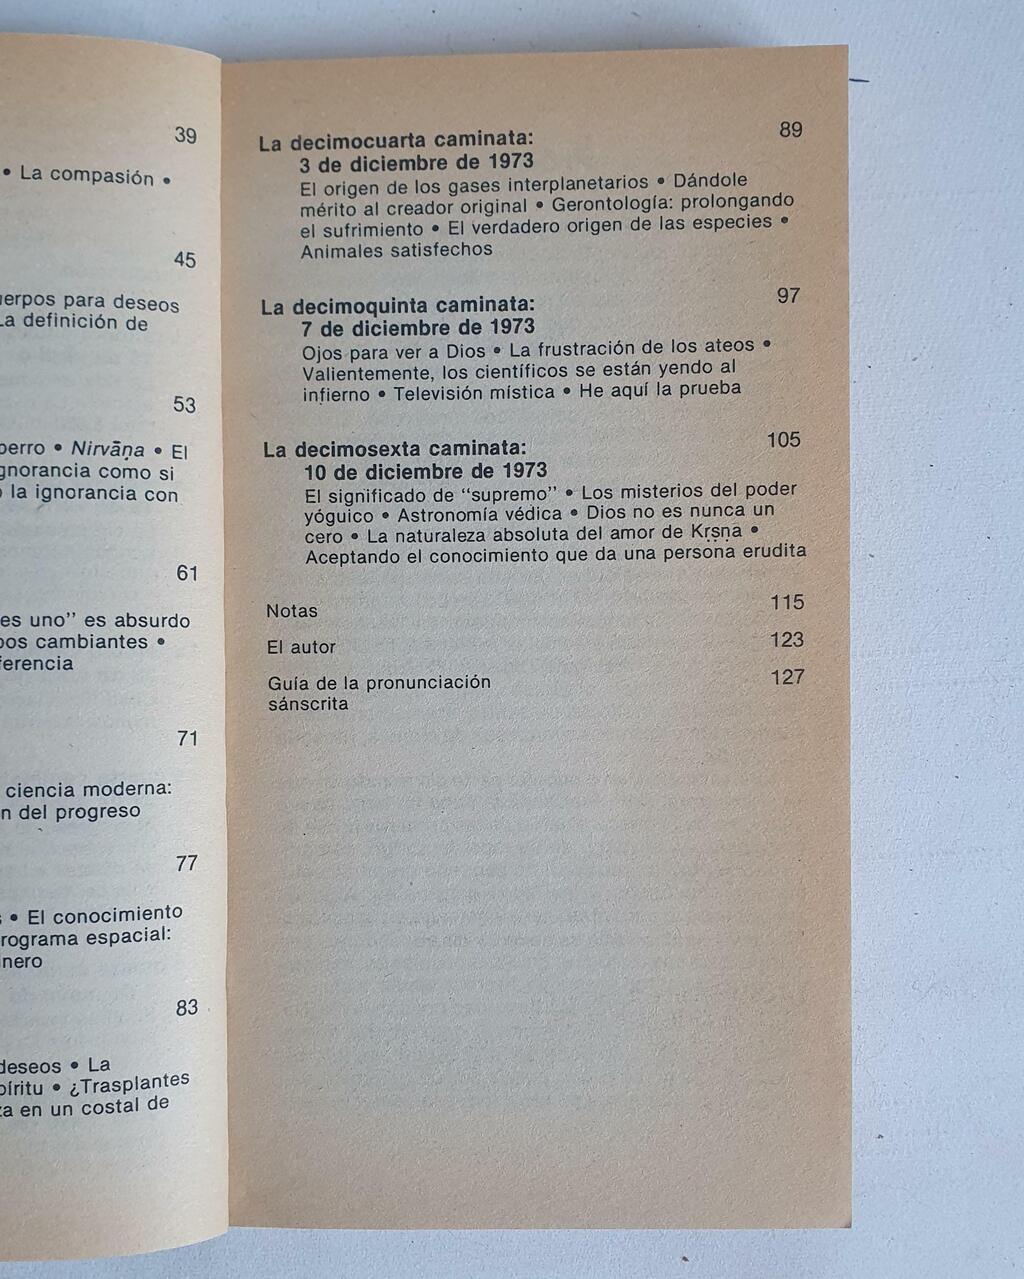 39
• La compasión •
45
para deseos
La definición de
53
• Nirvāṇa • El
como si
la ignorancia con
61
es uno” es absurdo
cambiantes •
71
ciencia moderna:
del progreso
77
• El conocimiento
espacial:
83
deseos • La
• ¿Trasplantes
en un costal de
La decimocuarta caminata: 89
3 de diciembre de 1973
El origen de los gases interplanetarios • Dándole
mérito al creador original • Gerontología: prolongando
el sufrimiento • El verdadero origen de las especies •
Animales satisfechos
La decimoquinta caminata: 97
7 de diciembre de 1973
Ojos para ver a Dios • La frustración de los ateos •
Valientemente, los científicos se están yendo al
infierno • Televisión mística • He aquí la prueba
La decimosexta caminata: 105
10 de diciembre de 1973
El significado de “supremo” • Los misterios del poder
yóguico • Astronomía védica • Dios no es nunca un
cero • La naturaleza absoluta del amor de Kṛṣṇa •
Aceptando el conocimiento que da una persona erudita
Notas 115
El autor 123
Guía de la pronunciación 127
sánscrita